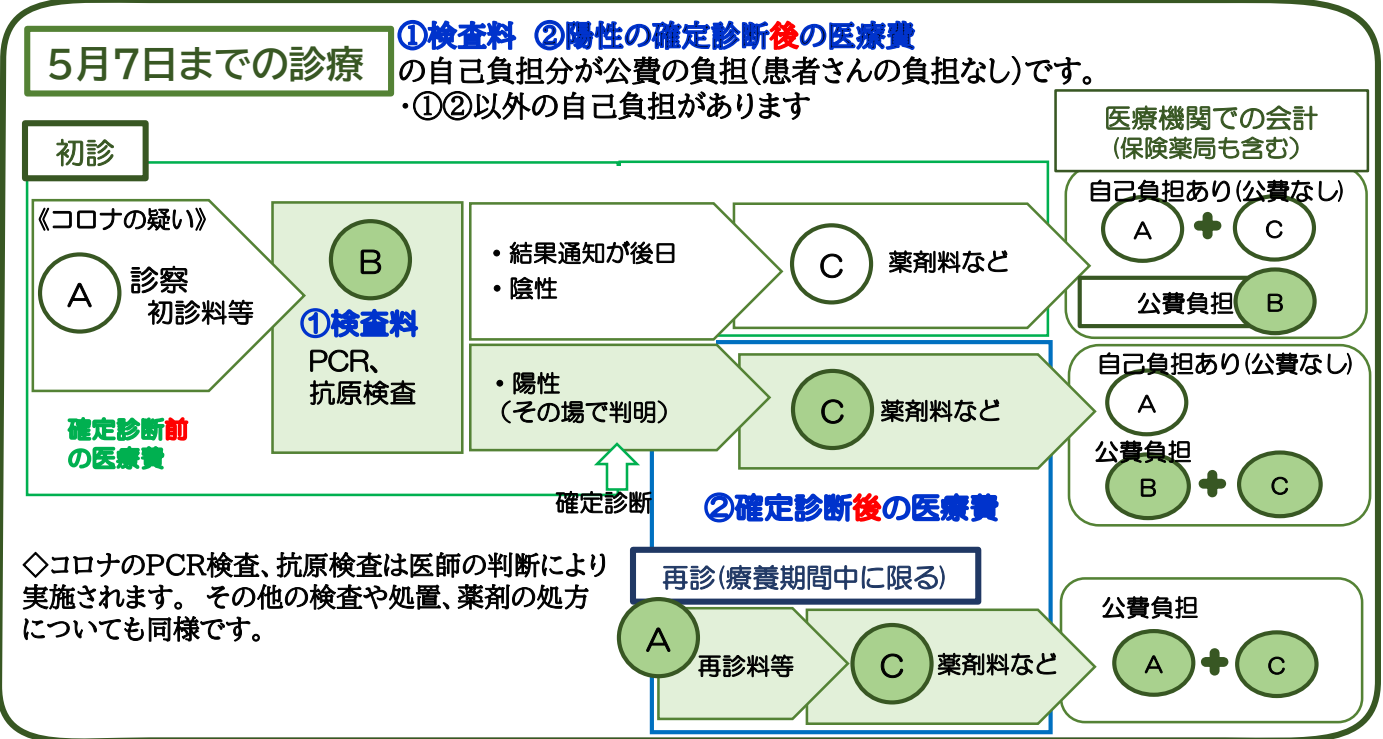 5月7日までの診療
①検査料 ②陽性の確定診断後の医療費
の自己負担分が公費の負担(患者さんの負担なし)です。
・①②以外の自己負担があります
医療機関での会計
(保険薬局も含む)
初診
《コロナの疑い》
A
診察
初診料等
B
①検査料
PCR、
抗原検査
・結果通知が後日
・陰性
C
薬剤料など
自己負担あり(公費なし)
A + C
公費負担 B
・陽性
(その場で判明)
C
薬剤料など
自己負担あり(公費なし)
A
公費負担
B + C
確定診断前
の医療費
確定診断
②確定診断後の医療費
◇コロナのPCR検査、抗原検査は医師の判断により
実施されます。 その他の検査や処置、薬剤の処方
についても同様です。
再診(療養期間中に限る)
A
再診料等
C
薬剤料など
公費負担
A + C